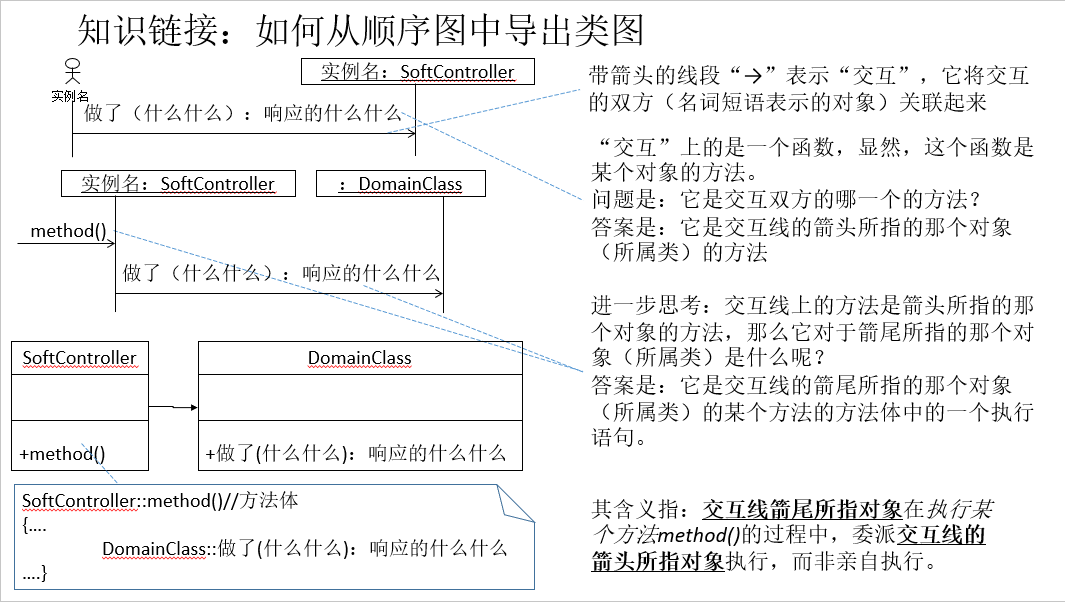 知识链接：如何从顺序图中导出类图
实例名
实例名：SoftController
做了（什么什么）：响应的什么什么
实例名：SoftController
：DomainClass
method()
做了（什么什么）：响应的什么什么
SoftController
+method()
DomainClass
+做了(什么什么)：响应的什么什么
SoftController::method()//方法体
{....
DomainClass::做了(什么什么)：响应的什么什么
....}
带箭头的线段“→”表示“交互”，它将交互
的双方（名词短语表示的对象）关联起来
“交互”上的是一个函数，显然，这个函数是
某个对象的方法。
问题是：它是交互双方的哪一个的方法？
答案是：它是交互线的箭头所指的那个对象
（所属类）的方法
进一步思考：交互线上的方法是箭头所指的那
个对象的方法，那么它对于箭尾所指的那个对
象（所属类）是什么呢？
答案是：它是交互线的箭尾所指的那个对象
（所属类）的某个方法的方法体中的一个执行
语句。
其含义指：交互线箭尾所指对象在执行某
个方法method()的过程中，委派交互线的
箭头所指对象执行，而非亲自执行。